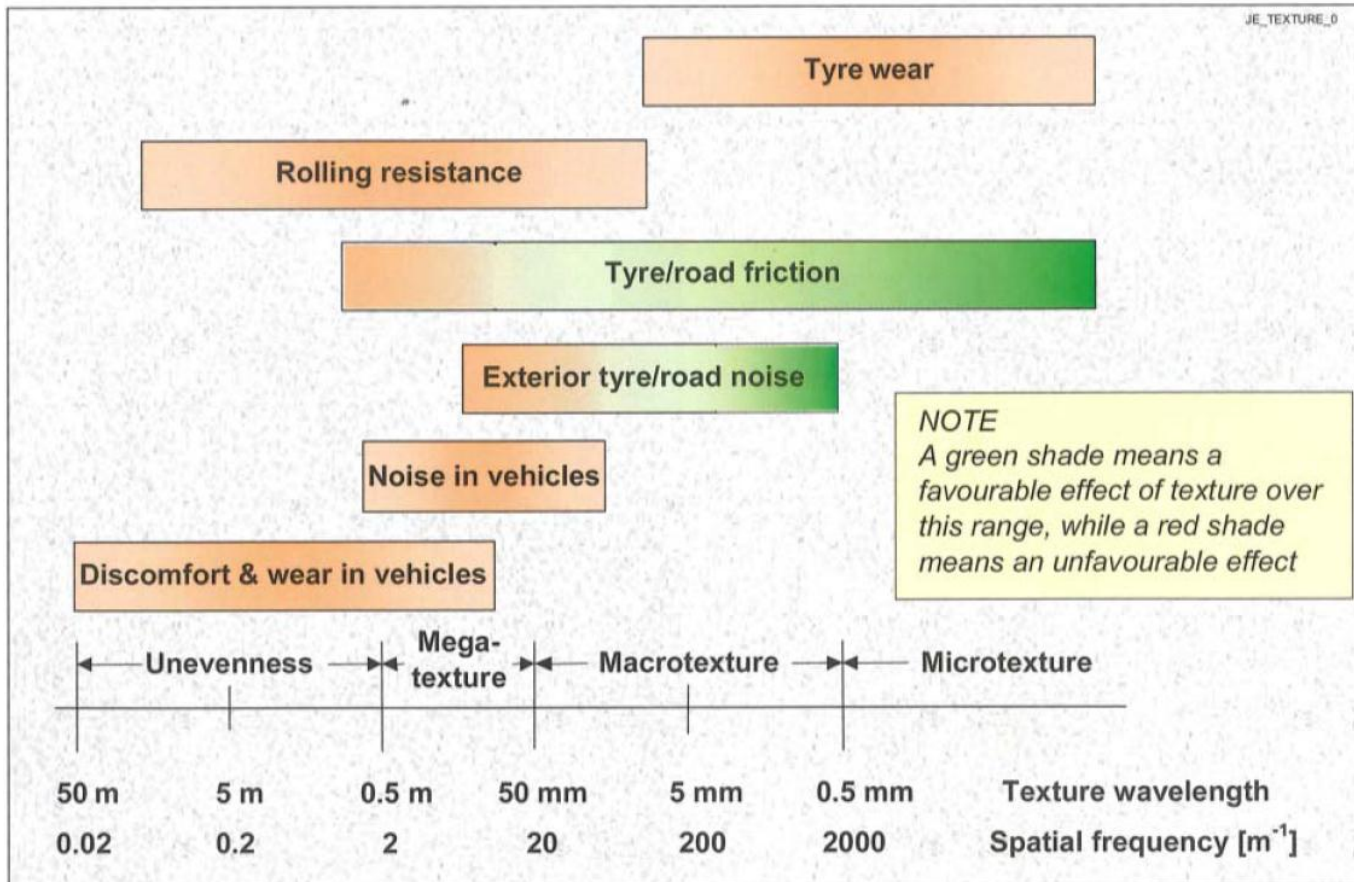 JE_TEXTURE_0
Tyre wear
Rolling resistance
Tyre/road friction
Exterior tyre/road noise
Noise in vehicles
Discomfort & wear in vehicles
NOTE
A green shade means a
favourable effect of texture over
this range, while a red shade
means an unfavourable effect
Unevenness
Mega-
texture
Macrotexture
Microtexture
50 m 5 m 0.5 m 50 mm 5 mm 0.5 mm Texture wavelength
0.02 0.2 2 20 200 2000 Spatial frequency [m⁻¹]